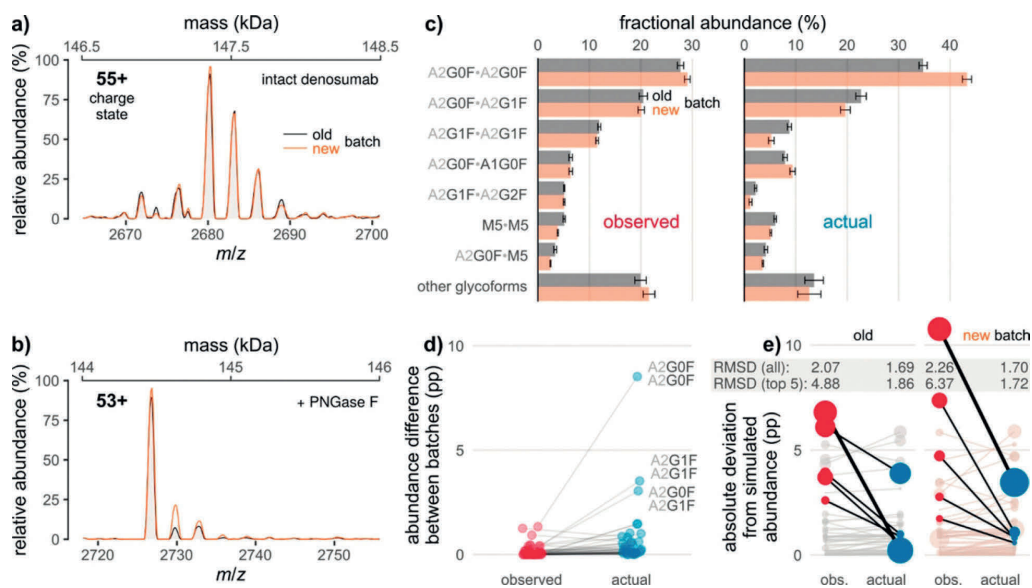 a)
mass (kDa)
146.5 147.5 148.5
relative abundance (%)
100
75
50
25
0
55+
charge
state
intact denosumab
old
new
batch
2670 2680 2690 2700
m/z
b)
mass (kDa)
144 145 146
relative abundance (%)
100
75
50
25
0
53+
+ PNGase F
2720 2730 2740 2750
m/z
c)
fractional abundance (%)
0 10 20 30
0 10 20 30 40
A2G0F·A2G0F
A2G0F·A2G1F
A2G1F·A2G1F
A2G0F·A1G0F
A2G1F·A2G2F
M5·M5
A2G0F·M5
other glycoforms
old
new
batch
observed
actual
d)
abundance difference
between batches (pp)
10
5
0
A2G0F
A2G0F
A2G1F
A2G1F
A2G0F
A2G1F
observed actual
e)
old
new batch
RMSD (all): 2.07 1.69 2.26 1.70
RMSD (top 5): 4.88 1.86 6.37 1.72
absolute deviation
from simulated
abundance (pp)
10
5
0
obs. actual obs. actual